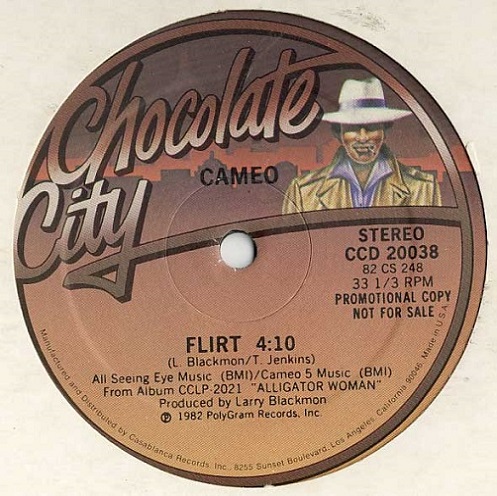 Chocolate
City
CAMEO
STEREO
CCD 20038
82 CS 248
33 1/3 RPM
PROMOTIONAL COPY
NOT FOR SALE
FLIRT 4:10
(L. Blackmon/T. Jenkins)
All Seeing Eye Music (BMI)/Cameo 5 Music (BMI)
From Album CCLP-2021 "ALLIGATOR WOMAN"
Produced by Larry Blackmon
℗ 1982 PolyGram Records, Inc.
Manufactured and Distributed by Casablanca Records Inc., 8255 Sunset Boulevard, Los Angeles, California 90046, Made in U.S.A.